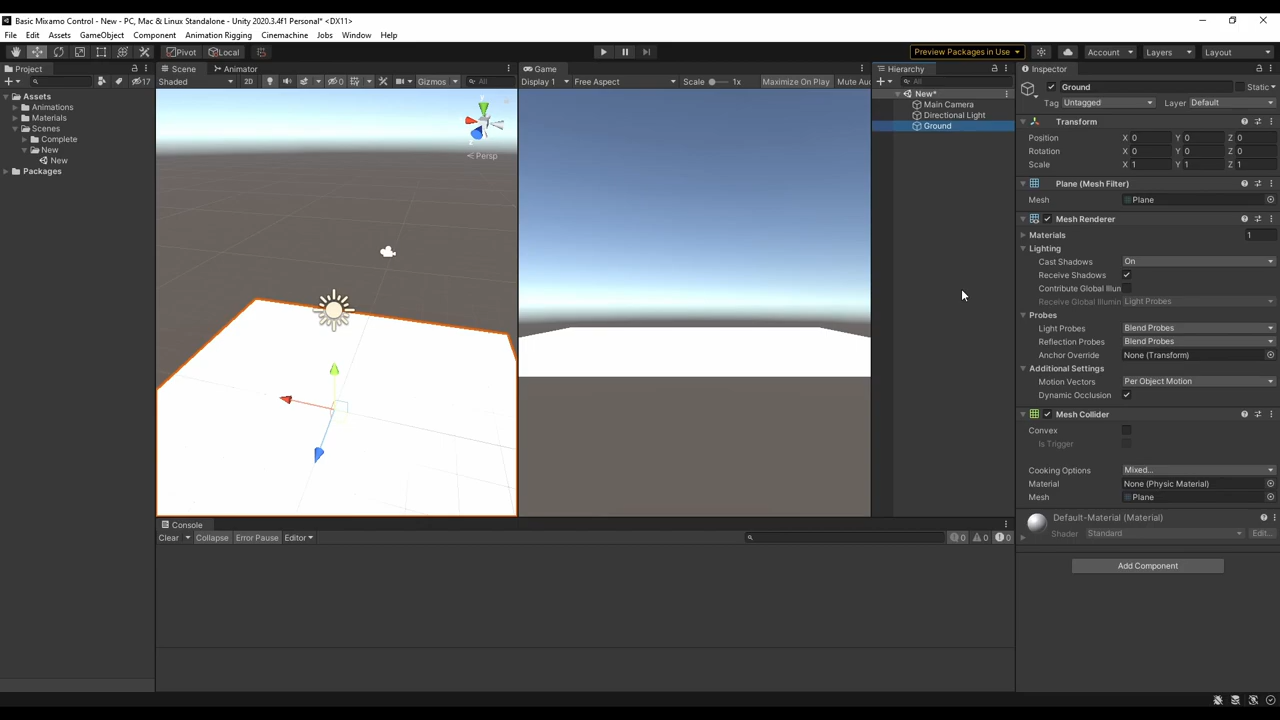 Basic Mixamo Control - New - PC, Mac & Linux Standalone - Unity 2020.3.4f1 Personal* <DX11>
File Edit Assets GameObject Component Animation Rigging Cinemachine Jobs Window Help
Pivot Local Preview Packages in Use Account Layers Layout
Project
17
Assets
Animations
Materials
Scenes
Complete
New
New
Packages
Scene Animator
Shaded 2D 0 Gizmos All
Persp
Game
Display 1 Free Aspect Scale 1x Maximize On Play Mute Au
Hierarchy
All
New*
Main Camera
Directional Light
Ground
Inspector
Ground Static
Tag Untagged Layer Default
Transform
Position X 0 Y 0 Z 0
Rotation X 0 Y 0 Z 0
Scale X 1 Y 1 Z 1
Plane (Mesh Filter)
Mesh Plane
Mesh Renderer
Materials 1
Lighting
Cast Shadows On
Receive Shadows
Contribute Global Illun
Receive Global Illumin Light Probes
Probes
Light Probes Blend Probes
Reflection Probes Blend Probes
Anchor Override None (Transform)
Additional Settings
Motion Vectors Per Object Motion
Dynamic Occlusion
Mesh Collider
Convex
Is Trigger
Cooking Options Mixed...
Material None (Physic Material)
Mesh Plane
Default-Material (Material)
Shader Standard Edit...
Add Component
Console
Clear Collapse Error Pause Editor 0 0 0